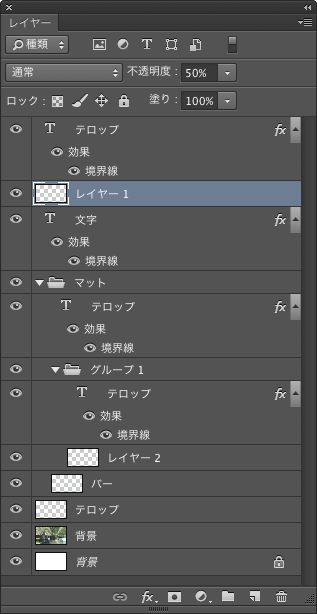 レイヤー
種類
T
通常
不透明度: 50%
ロック:
塗り: 100%
T テロップ fx
効果
境界線
レイヤー 1
T 文字 fx
効果
境界線
マット
T テロップ fx
効果
境界線
グループ 1
T テロップ fx
効果
境界線
レイヤー 2
バー
テロップ
背景
背景
fx